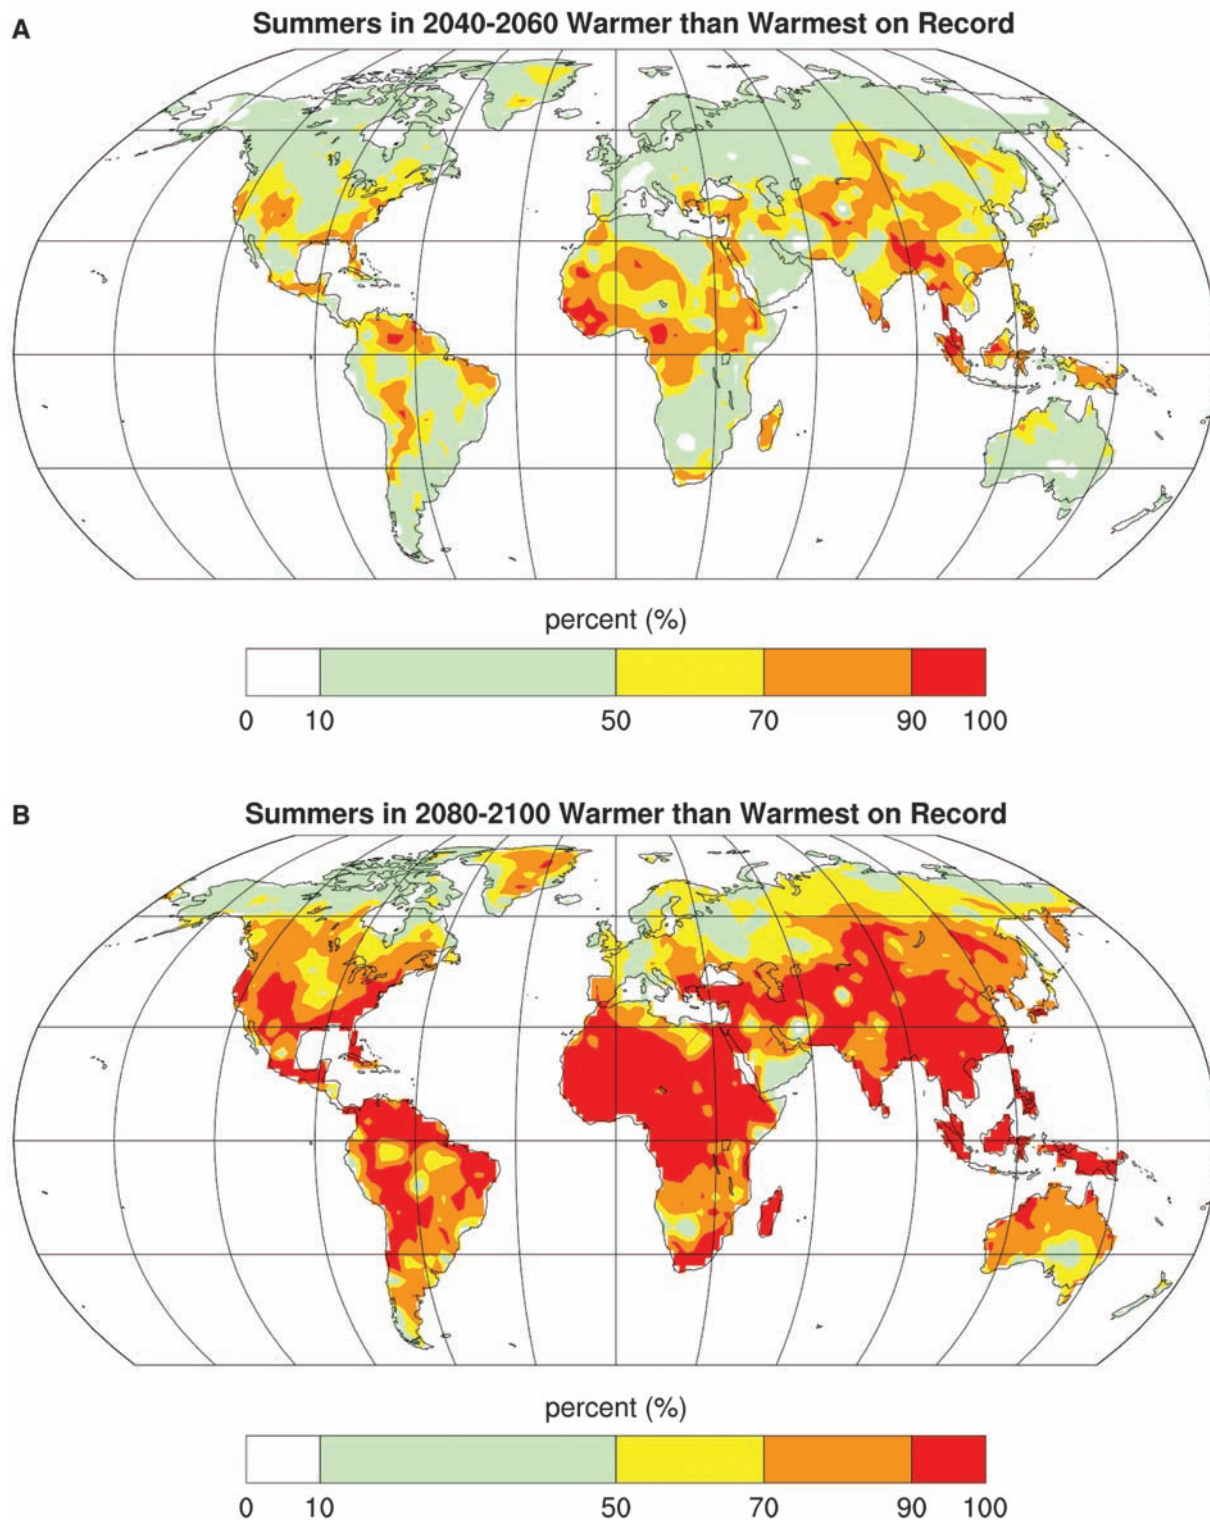 A
Summers in 2040-2060 Warmer than Warmest on Record
percent (%)
0 10 50 70 90 100
B
Summers in 2080-2100 Warmer than Warmest on Record
percent (%)
0 10 50 70 90 100